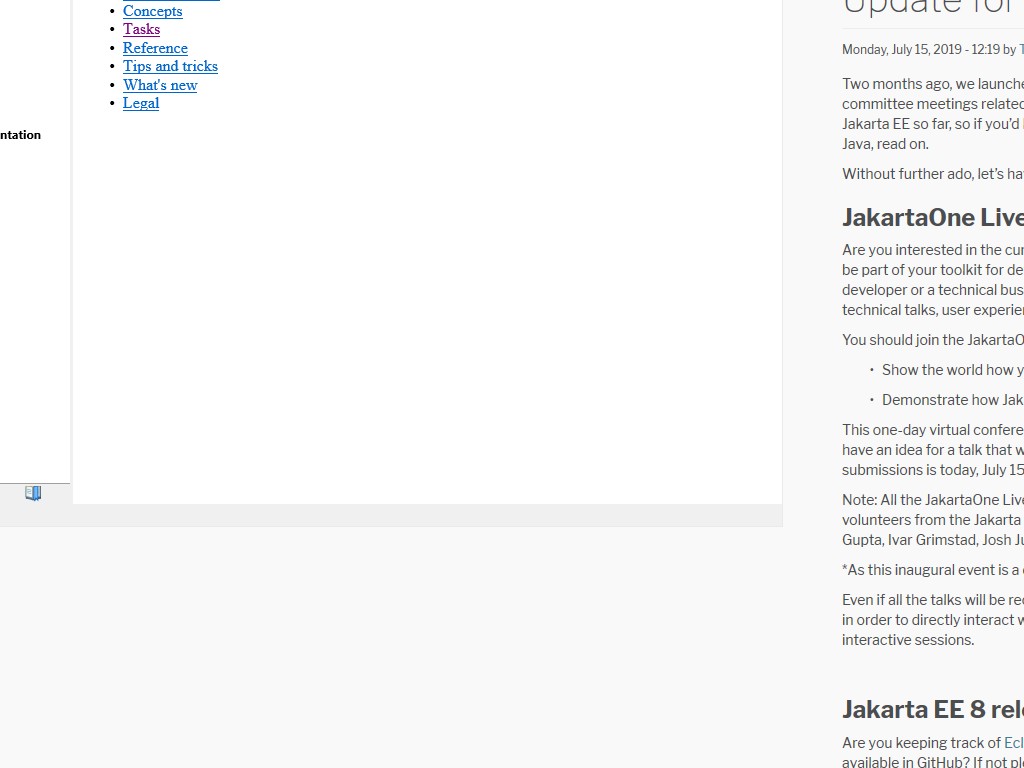 Concepts
Tasks
Reference
Tips and tricks
What's new
Legal
ntation
Update for
Monday, July 15, 2019 - 12:19 by T
Two months ago, we launche
committee meetings related
Jakarta EE so far, so if you'd
Java, read on.
Without further ado, let's ha
JakartaOne Live
Are you interested in the cur
be part of your toolkit for de
developer or a technical bus
technical talks, user experie
You should join the JakartaO
• Show the world how y
• Demonstrate how Jak
This one-day virtual confere
have an idea for a talk that w
submissions is today, July 15
Note: All the JakartaOne Live
volunteers from the Jakarta
Gupta, Ivar Grimstad, Josh Ju
*As this inaugural event is a
Even if all the talks will be re
in order to directly interact w
interactive sessions.
Jakarta EE 8 rel
Are you keeping track of Ecl
available in GitHub? If not pl